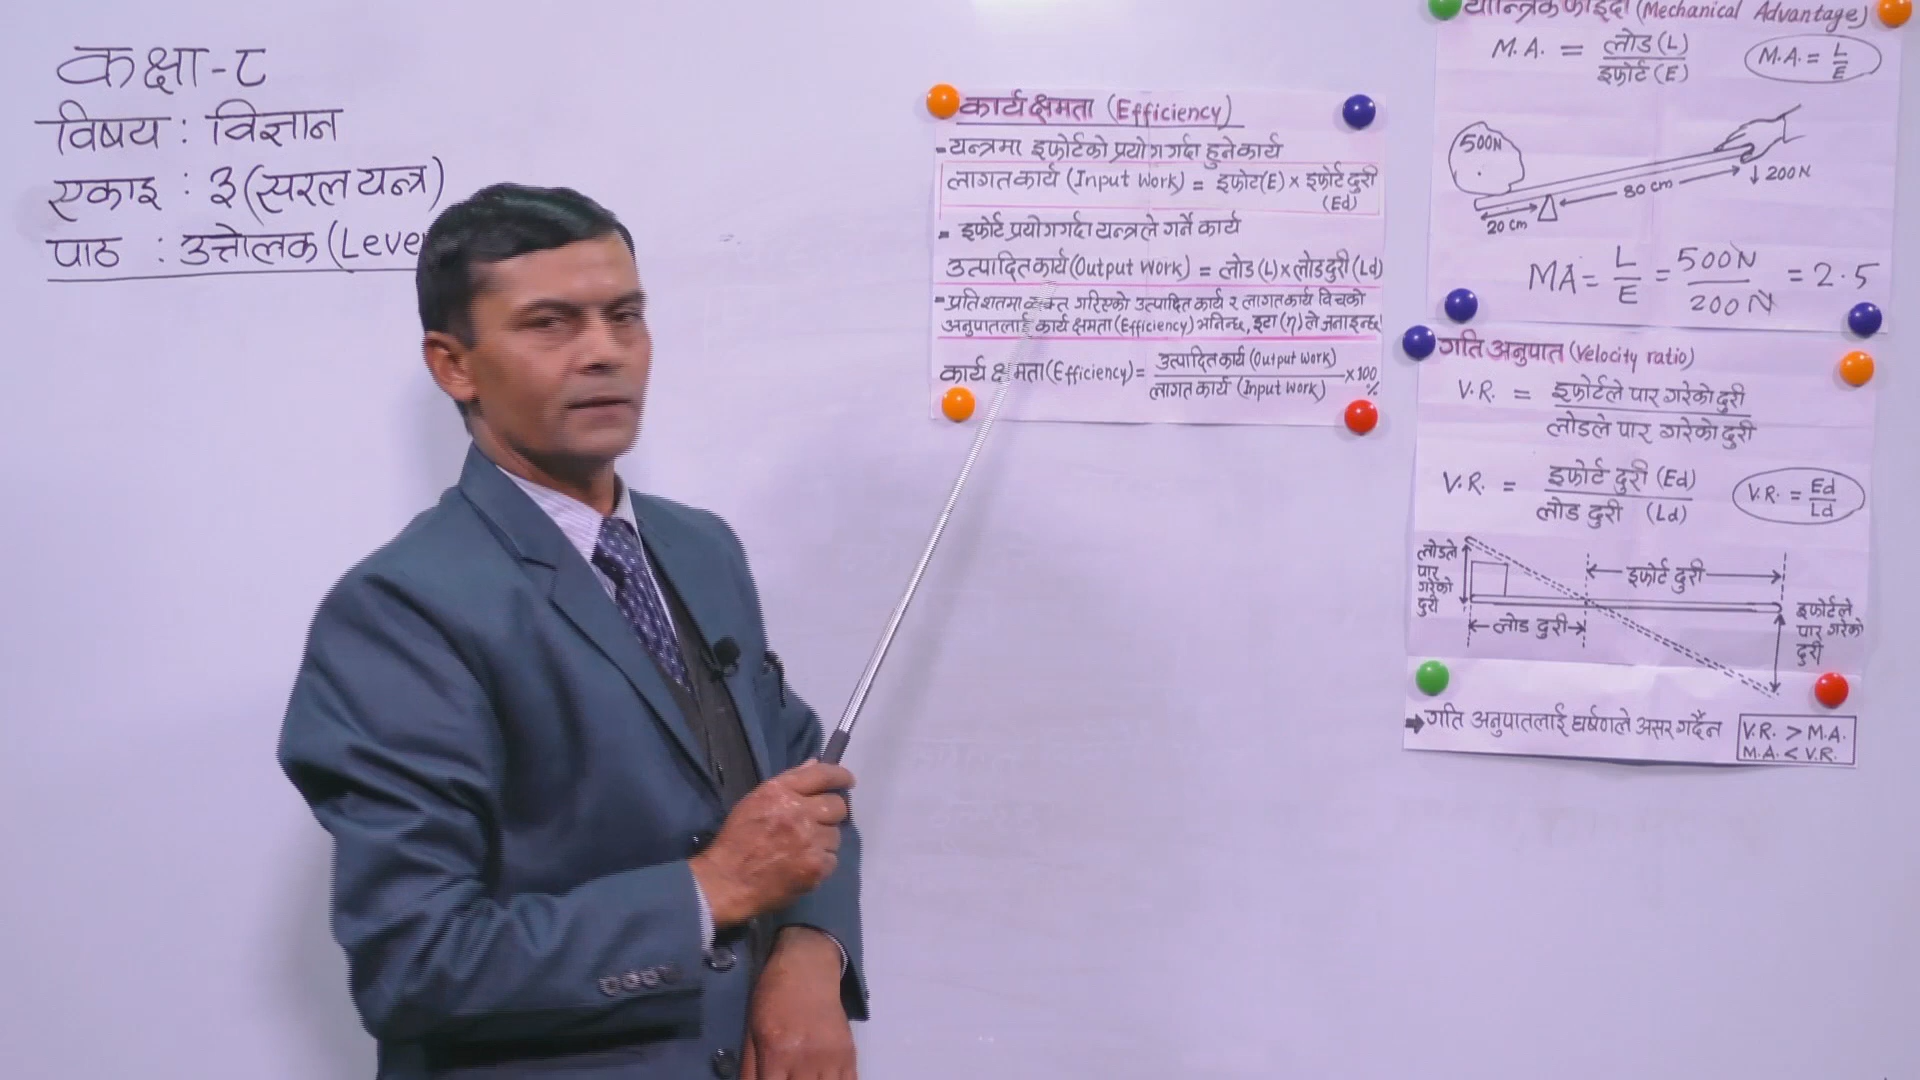 कक्षा-८
विषय : विज्ञान
एकाइ : ३ (सरल यन्त्र)
पाठ : उत्तोलक (Leve
कार्यक्षमता (Efficiency)
- यन्त्रमा इफोर्टको प्रयोग गर्दा हुने कार्य
लागत कार्य (Input Work) = इफोर्ट(E) × इफोर्ट दुरी
(Ed)
- इफोर्ट प्रयोग गर्दा यन्त्रले गर्ने कार्य
उत्पादित कार्य (Output Work) = लोड (L) × लोड दुरी (Ld)
- प्रतिशतमा व्यक्त गरिएको उत्पादित कार्य र लागत कार्य विचको
अनुपातलाई कार्य क्षमता (Efficiency) भनिन्छ, इटा (η) ले जनाइन्छ।
कार्य क्षमता (Efficiency) = उत्पादित कार्य (Output Work)
लागत कार्य (Input Work)
×100
%
यान्त्रिक फाइदा (Mechanical Advantage)
M.A. = लोड (L)
इफोर्ट (E)
M.A. = L
E
500N
↓ 200N
80 cm
20 cm
MA = L
E
= 500N
200N
= 2.5
गति अनुपात (Velocity ratio)
V.R. = इफोर्टले पार गरेको दुरी
लोडले पार गरेको दुरी
V.R. = इफोर्ट दुरी (Ed)
लोड दुरी (Ld)
V.R. = Ed
Ld
लोडले
पार
गरेको
दुरी
इफोर्ट दुरी
लोड दुरी
इफोर्टले
पार गरेको
दुरी
→ गति अनुपातलाई घर्षणले असर गर्दैन
V.R. > M.A.
M.A. < V.R.